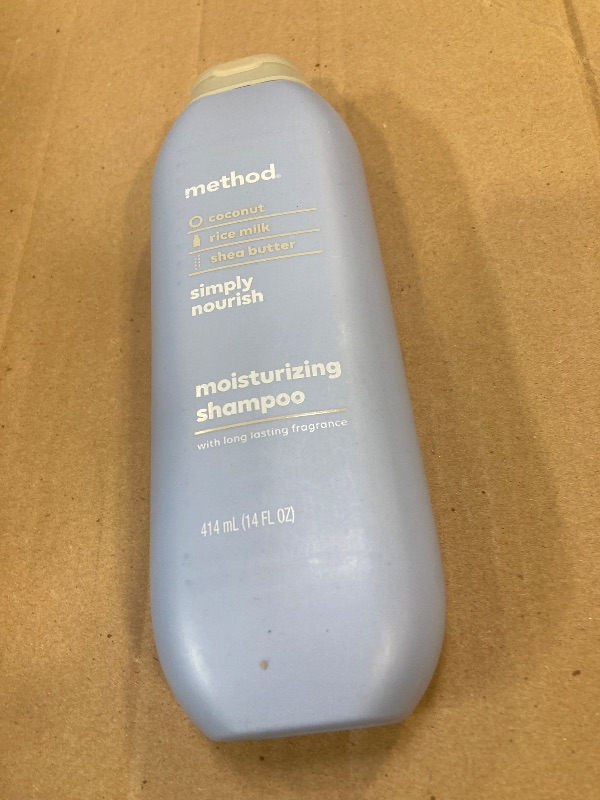 method.
coconut
rice milk
shea butter
simply
nourish
moisturizing
shampoo
with long lasting fragrance
414 mL (14 FL OZ)